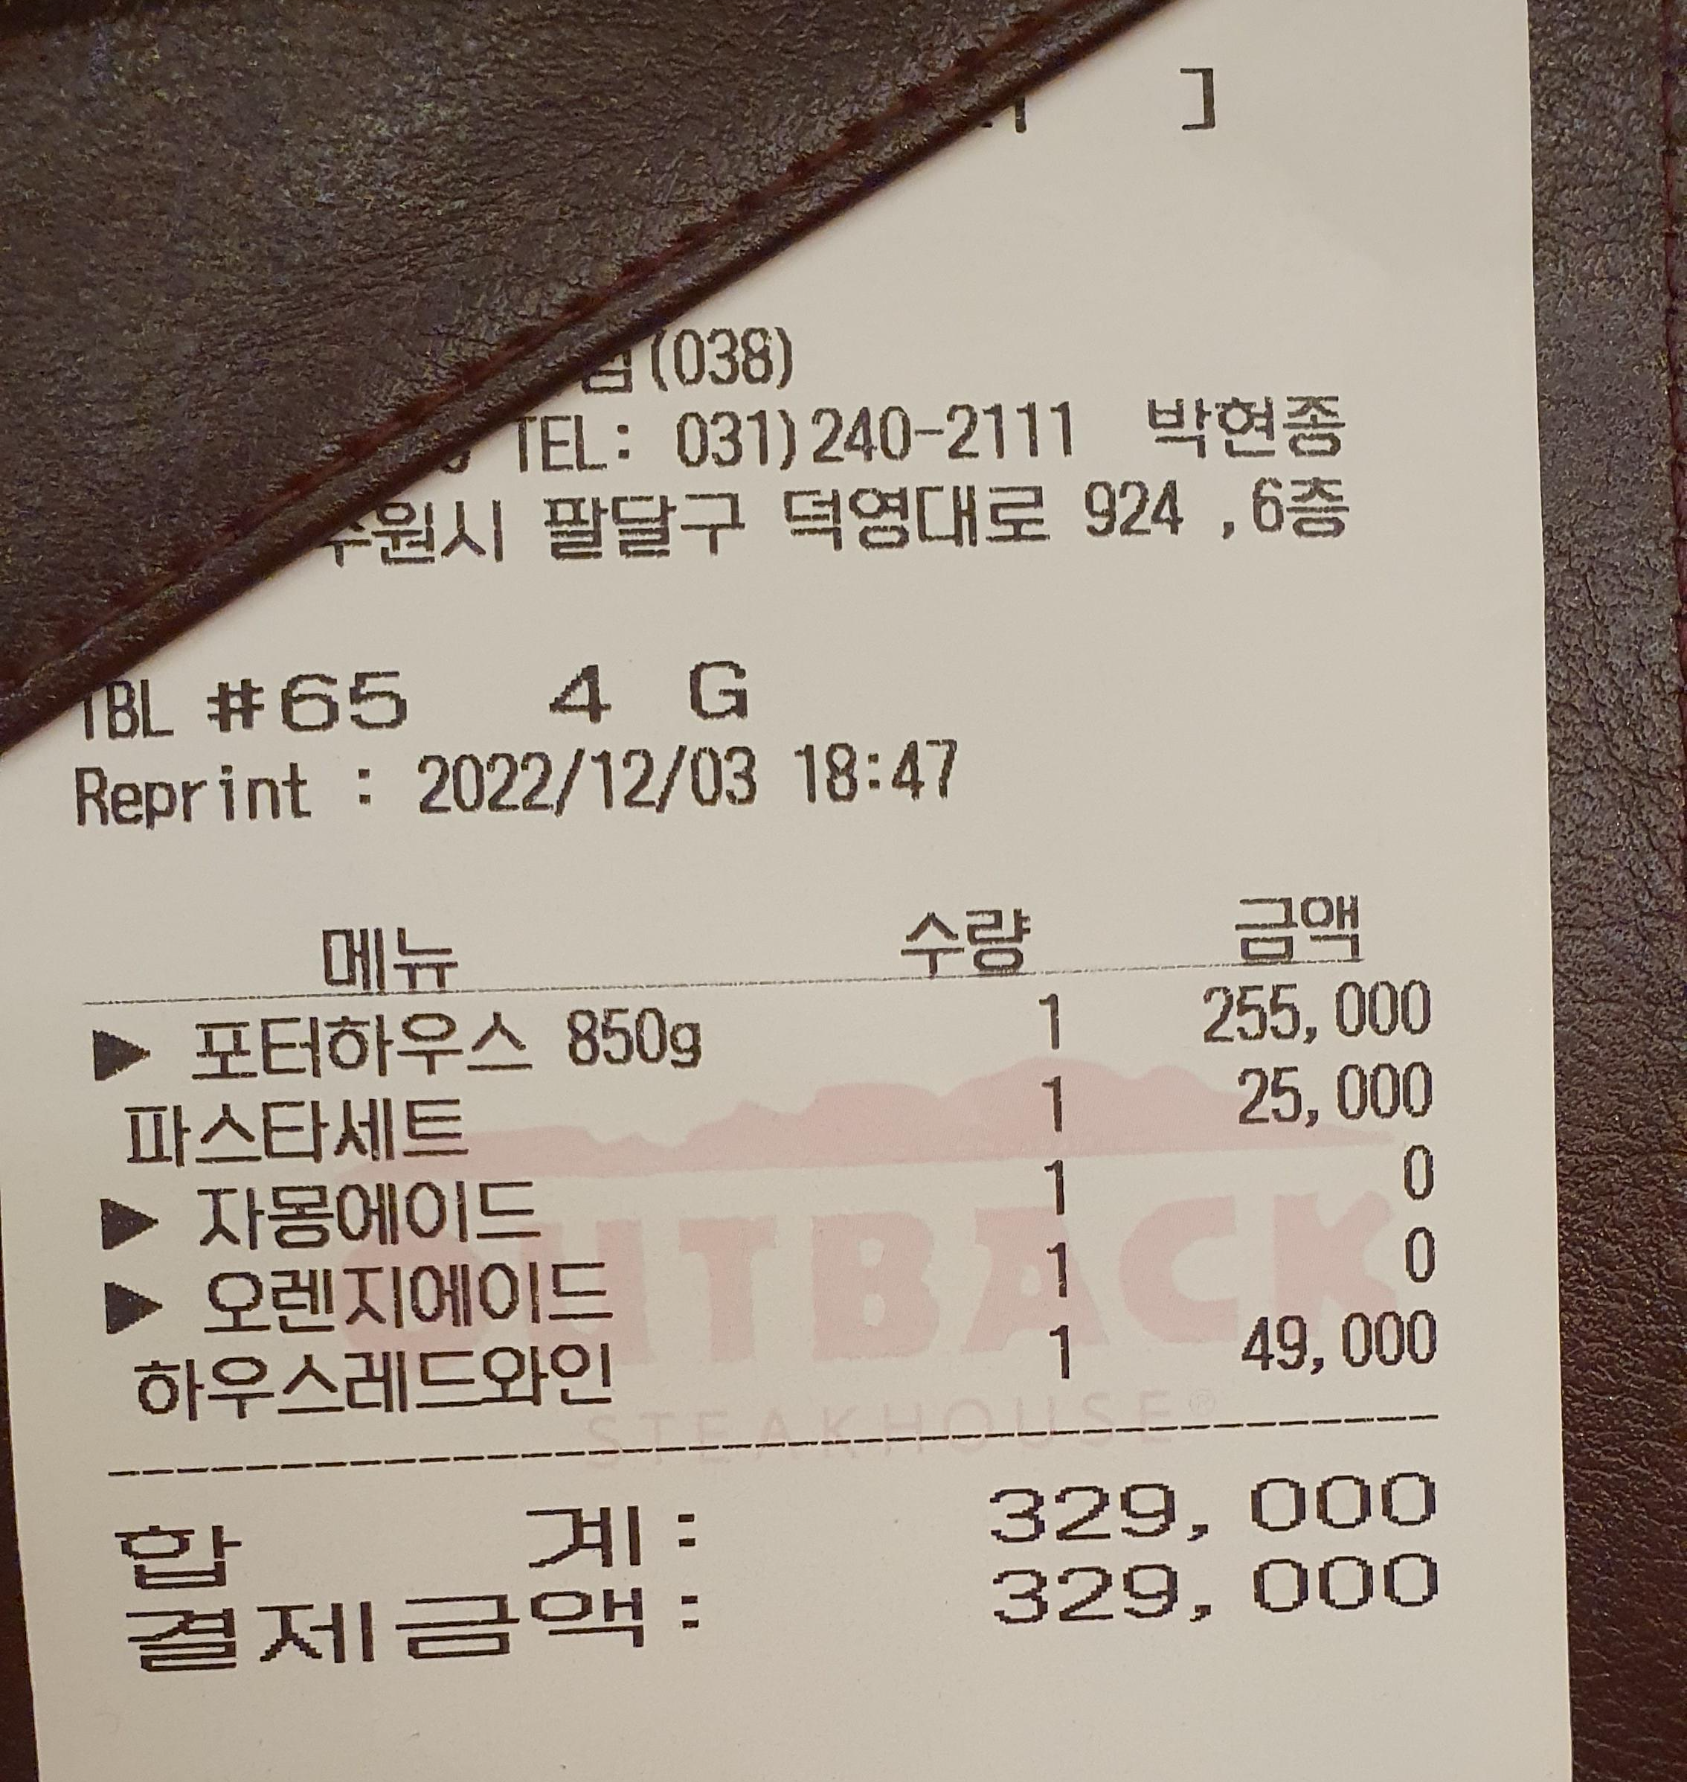 ]
(038)
TEL: 031)240-2111 박현종
수원시 팔달구 덕영대로 924 ,6층
TBL #65 4 G
Reprint : 2022/12/03 18:47
메뉴 수량 금액
▶ 포터하우스 850g 1 255,000
파스타세트 1 25,000
▶ 자몽에이드 1 0
▶ 오렌지에이드 1 0
하우스레드와인 1 49,000
OUTBACK
STEAKHOUSE®
합 계: 329,000
결제금액: 329,000